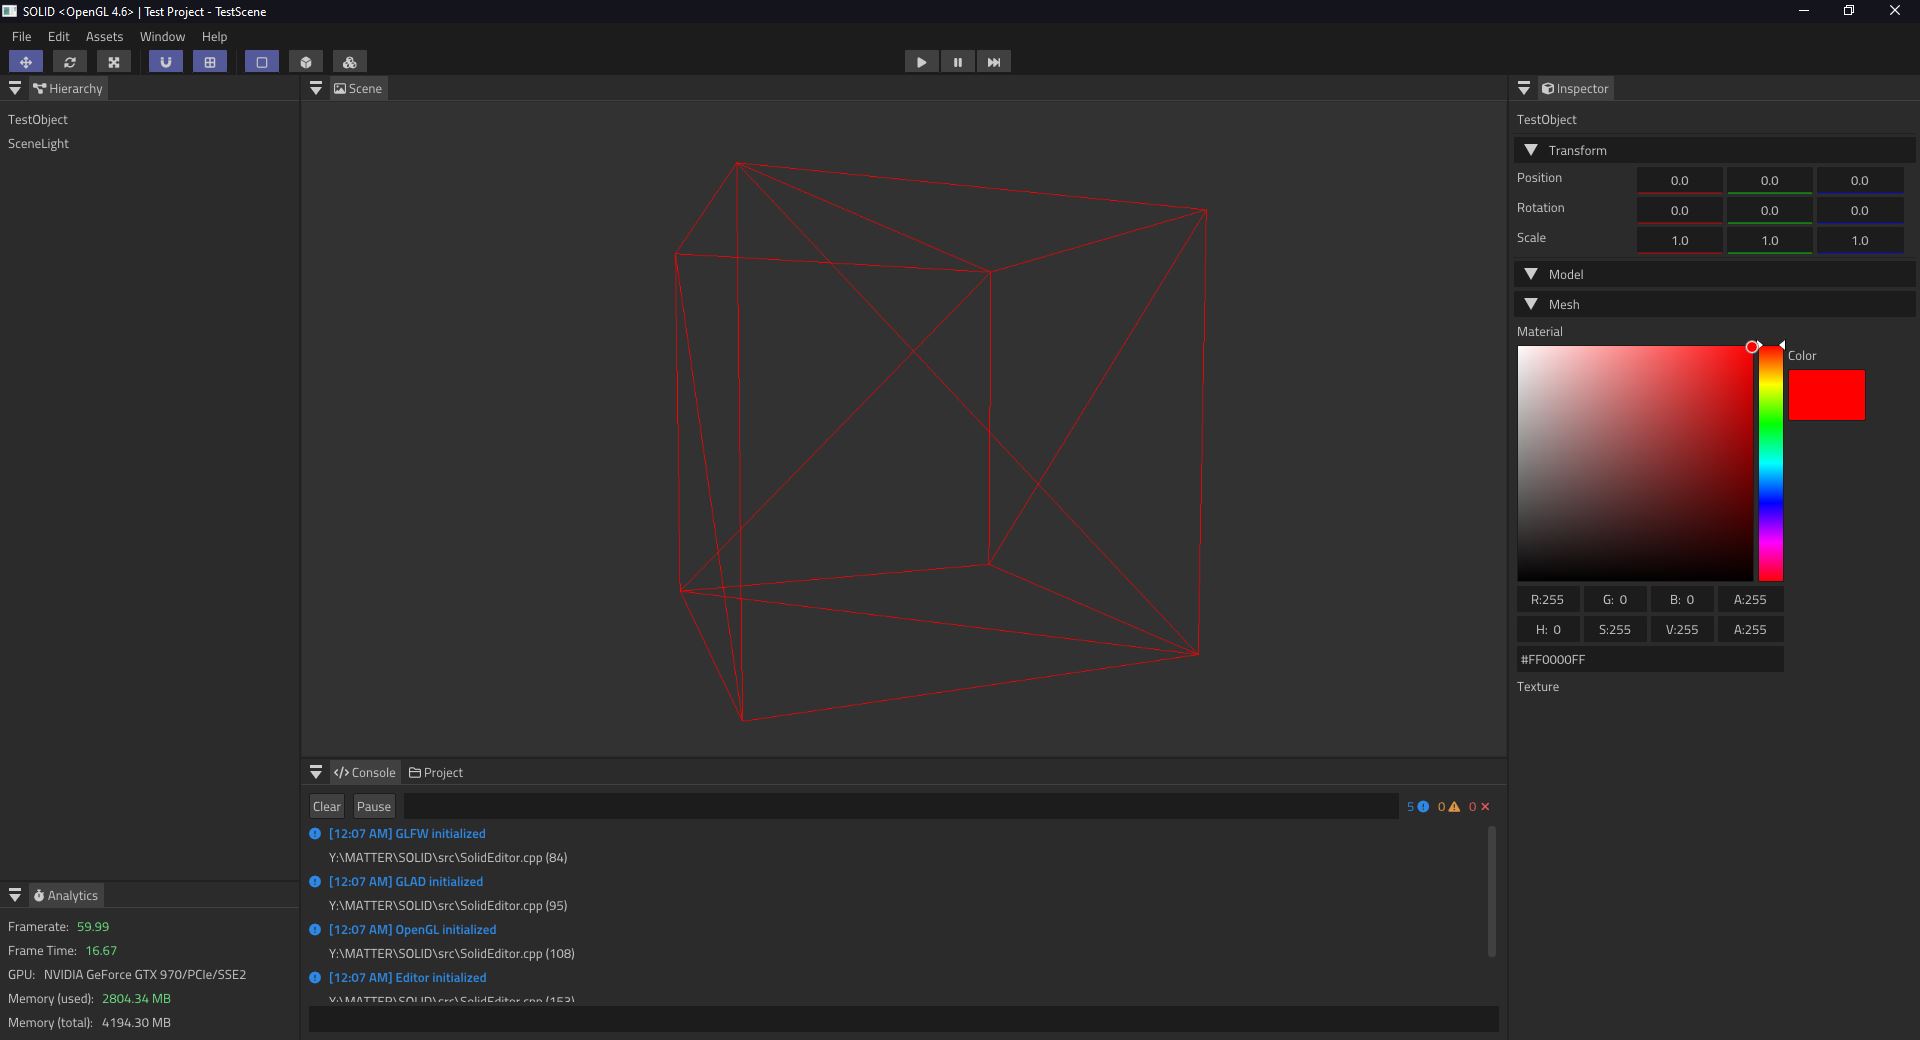 SOLID <OpenGL 4.6> | Test Project - TestScene
File Edit Assets Window Help
Hierarchy
TestObject
SceneLight
Scene
Inspector
TestObject
Transform
Position 0.0 0.0 0.0
Rotation 0.0 0.0 0.0
Scale 1.0 1.0 1.0
Model
Mesh
Material
Color
R:255 G: 0 B: 0 A:255
H: 0 S:255 V:255 A:255
#FF0000FF
Texture
Console Project
Clear Pause 5 0 0
[12:07 AM] GLFW initialized
Y:\MATTER\SOLID\src\SolidEditor.cpp (84)
[12:07 AM] GLAD initialized
Y:\MATTER\SOLID\src\SolidEditor.cpp (95)
[12:07 AM] OpenGL initialized
Y:\MATTER\SOLID\src\SolidEditor.cpp (108)
[12:07 AM] Editor initialized
Y:\MATTER\SOLID\src\SolidEditor.cpp (153)
Analytics
Framerate: 59.99
Frame Time: 16.67
GPU: NVIDIA GeForce GTX 970/PCIe/SSE2
Memory (used): 2804.34 MB
Memory (total): 4194.30 MB